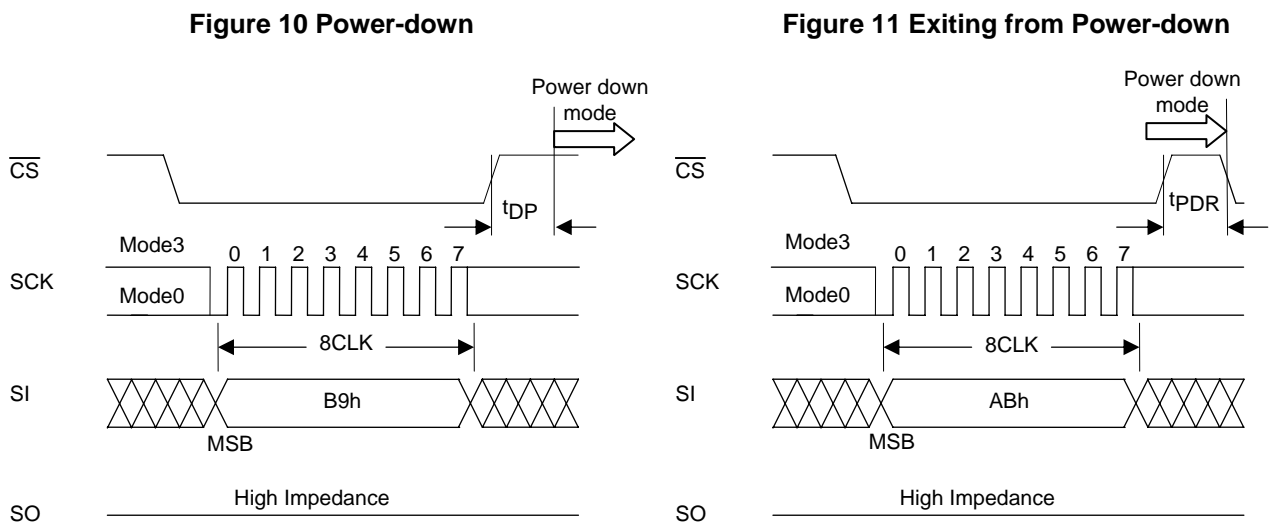 Figure 10 Power-down
Power down
mode
C̅S̅
tDP
Mode3
0 1 2 3 4 5 6 7
SCK
Mode0
8CLK
SI
B9h
MSB
High Impedance
SO
Figure 11 Exiting from Power-down
Power down
mode
C̅S̅
tPDR
Mode3
0 1 2 3 4 5 6 7
SCK
Mode0
8CLK
SI
ABh
MSB
High Impedance
SO